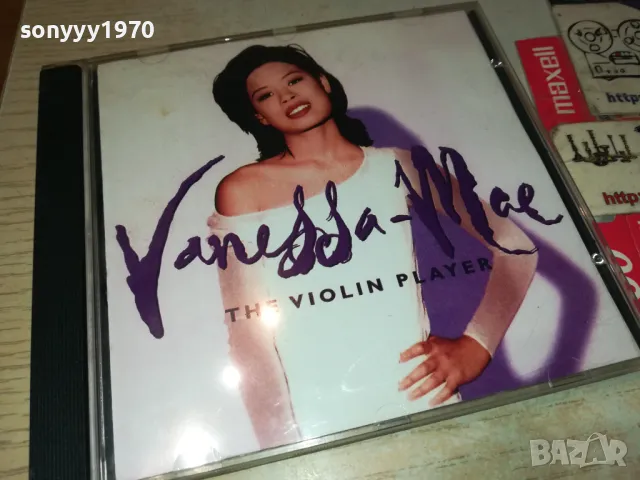 sonyyy1970
Vanessa-Mae
THE VIOLIN PLAYER
maxell
http:
http:
BAZAR